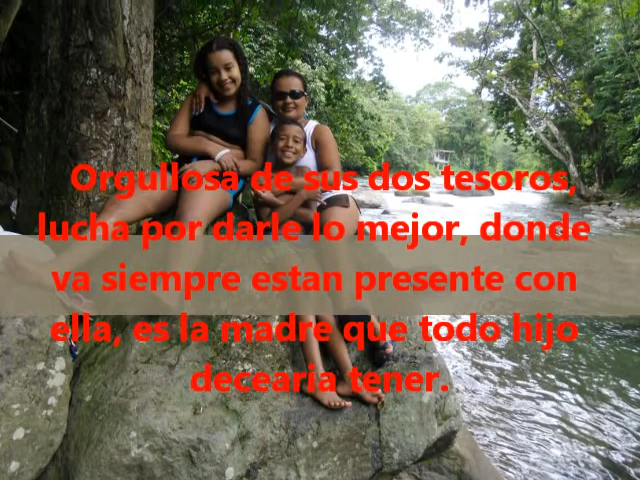 Orgullosa de sus dos tesoros,
lucha por darle lo mejor, donde
va siempre estan presente con
ella, es la madre que todo hijo
decearia tener.